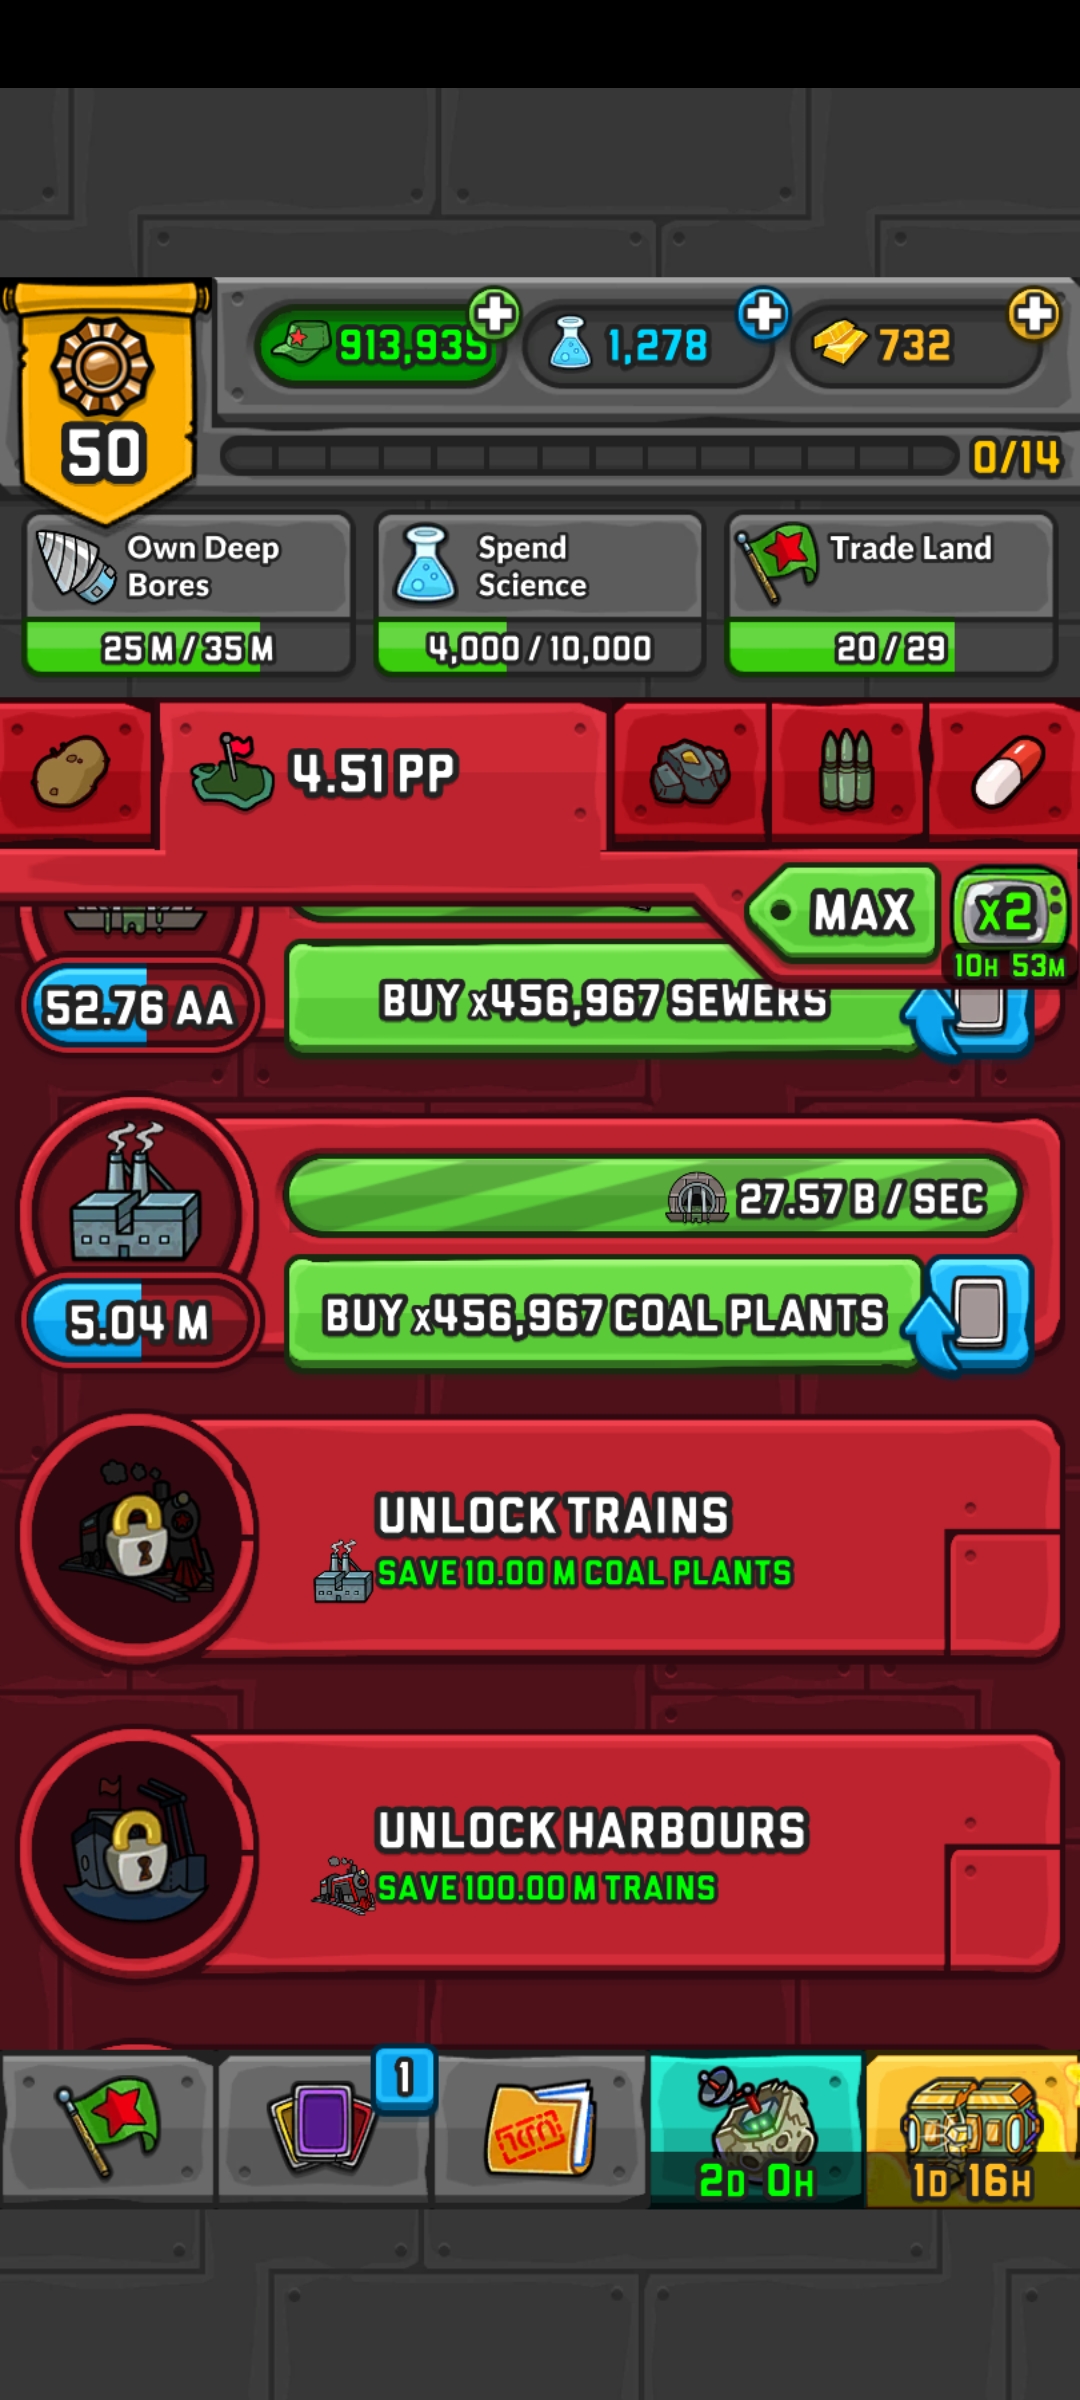 913,935
1,278
732
50
0/14
Own Deep
Bores
25 M / 35 M
Spend
Science
4,000 / 10,000
Trade Land
20 / 29
4.51 PP
MAX
x2
10H 53M
52.76 AA
BUY x456,967 SEWERS
27.57 B / SEC
5.04 M
BUY x456,967 COAL PLANTS
UNLOCK TRAINS
SAVE 10.00 M COAL PLANTS
UNLOCK HARBOURS
SAVE 100.00 M TRAINS
1
2D 0H
1D 16H